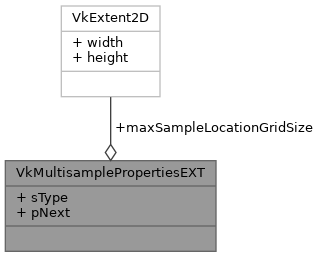 VkExtent2D
+ width
+ height
+maxSampleLocationGridSize
VkMultisamplePropertiesEXT
+ sType
+ pNext